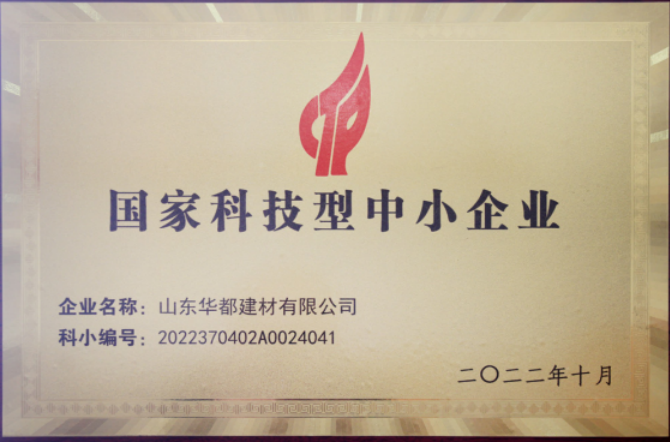 国家科技型中小企业
企业名称：山东华都建材有限公司
科小编号：2022370402A0024041
二〇二二年十月